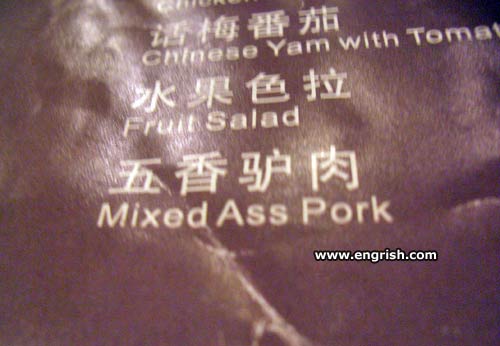 Chicken
话梅番茄
Chinese Yam with Tomat
水果色拉
Fruit Salad
五香驴肉
Mixed Ass Pork
www.engrish.com